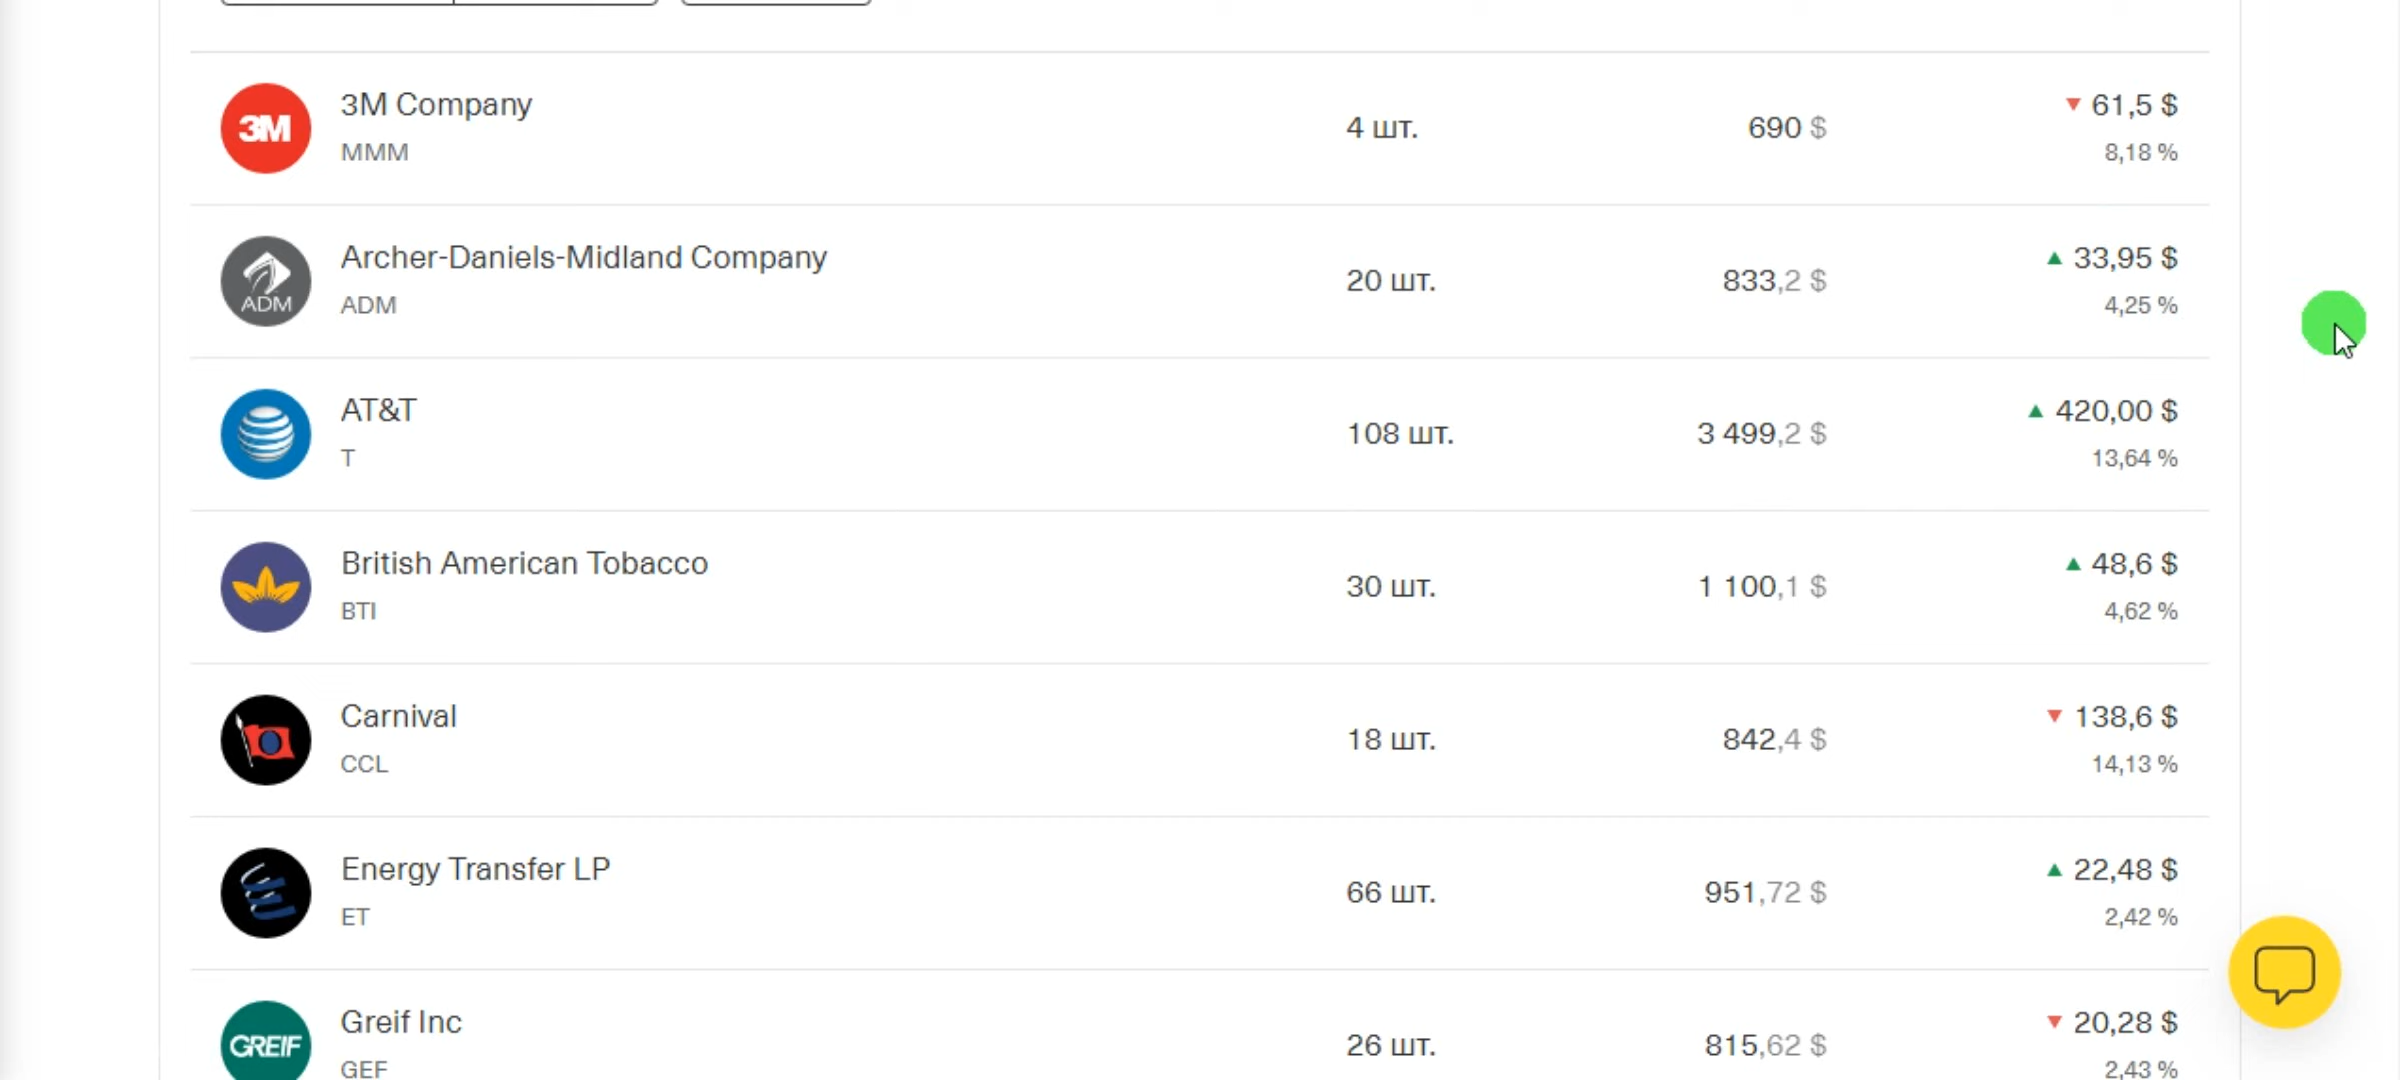 3M
3M Company
MMM
4 шт.
690 $
▼ 61,5 $
8,18 %
ADM
Archer-Daniels-Midland Company
ADM
20 шт.
833,2 $
▲ 33,95 $
4,25 %
AT&T
T
108 шт.
3 499,2 $
▲ 420,00 $
13,64 %
British American Tobacco
BTI
30 шт.
1 100,1 $
▲ 48,6 $
4,62 %
Carnival
CCL
18 шт.
842,4 $
▼ 138,6 $
14,13 %
Energy Transfer LP
ET
66 шт.
951,72 $
▲ 22,48 $
2,42 %
GREIF
Greif Inc
GEF
26 шт.
815,62 $
▼ 20,28 $
2,43 %